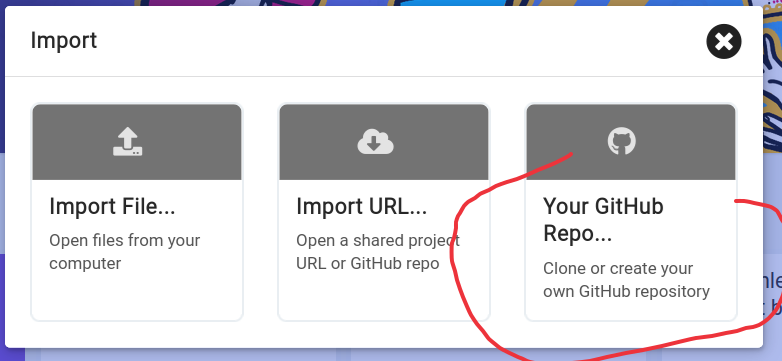 Import
Import File...
Open files from your
computer
Import URL...
Open a shared project
URL or GitHub repo
Your GitHub
Repo...
Clone or create your
own GitHub repository